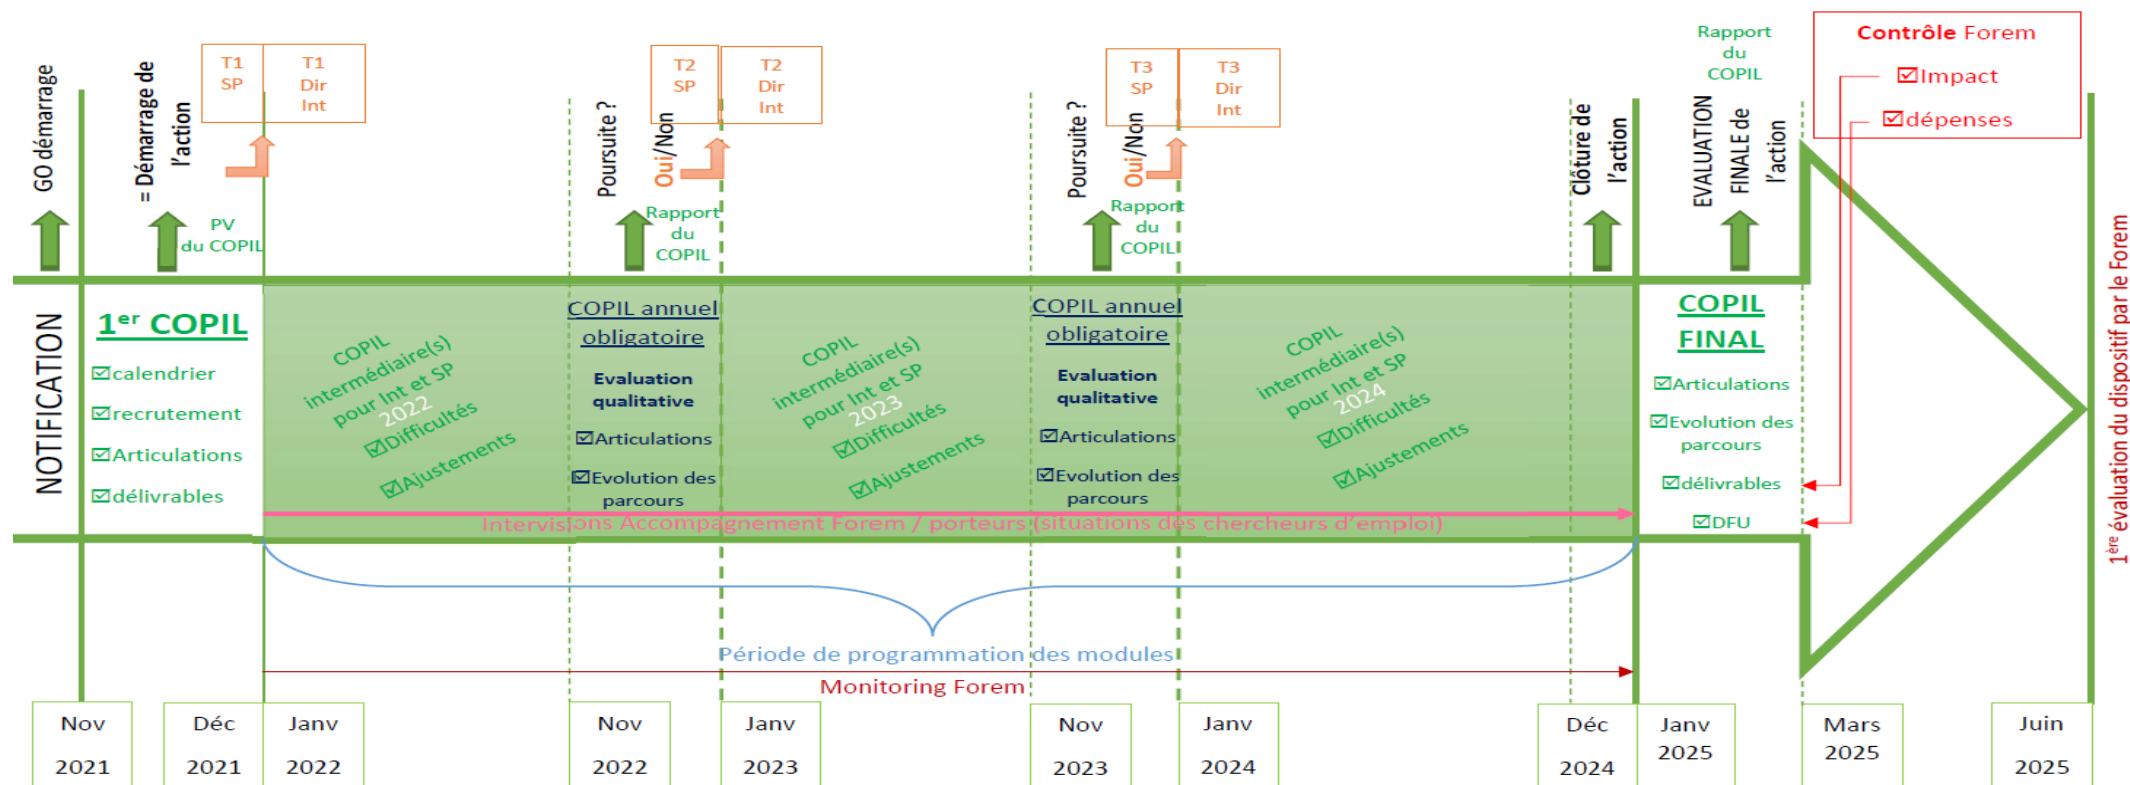 GO démarrage
= Démarrage de
l’action
T1
SP
T1
Dir
Int
PV
du COPIL
Poursuite ?
Oui/Non
T2
SP
T2
Dir
Int
Rapport
du
COPIL
Poursuite ?
Oui/Non
T3
SP
T3
Dir
Int
Rapport
du
COPIL
Clôture de
l’action
Rapport
du
COPIL
EVALUATION
FINALE de
l’action
Contrôle Forem
☑Impact
☑dépenses
NOTIFICATION
1er COPIL
☑calendrier
☑recrutement
☑Articulations
☑délivrables
COPIL
intermédiaire(s)
pour Int et SP
2022
☑Difficultés
☑Ajustements
COPIL annuel
obligatoire
Evaluation
qualitative
☑Articulations
☑Evolution des
parcours
COPIL
intermédiaire(s)
pour Int et SP
2023
☑Difficultés
☑Ajustements
COPIL annuel
obligatoire
Evaluation
qualitative
☑Articulations
☑Evolution des
parcours
COPIL
intermédiaire(s)
pour Int et SP
2024
☑Difficultés
☑Ajustements
COPIL
FINAL
☑Articulations
☑Evolution des
parcours
☑délivrables
☑DFU
1ère évaluation du dispositif par le Forem
Intervisions Accompagnement Forem / porteurs (situations des chercheurs d’emploi)
Période de programmation des modules
Monitoring Forem
Nov
2021
Déc
2021
Janv
2022
Nov
2022
Janv
2023
Nov
2023
Janv
2024
Déc
2024
Janv
2025
Mars
2025
Juin
2025